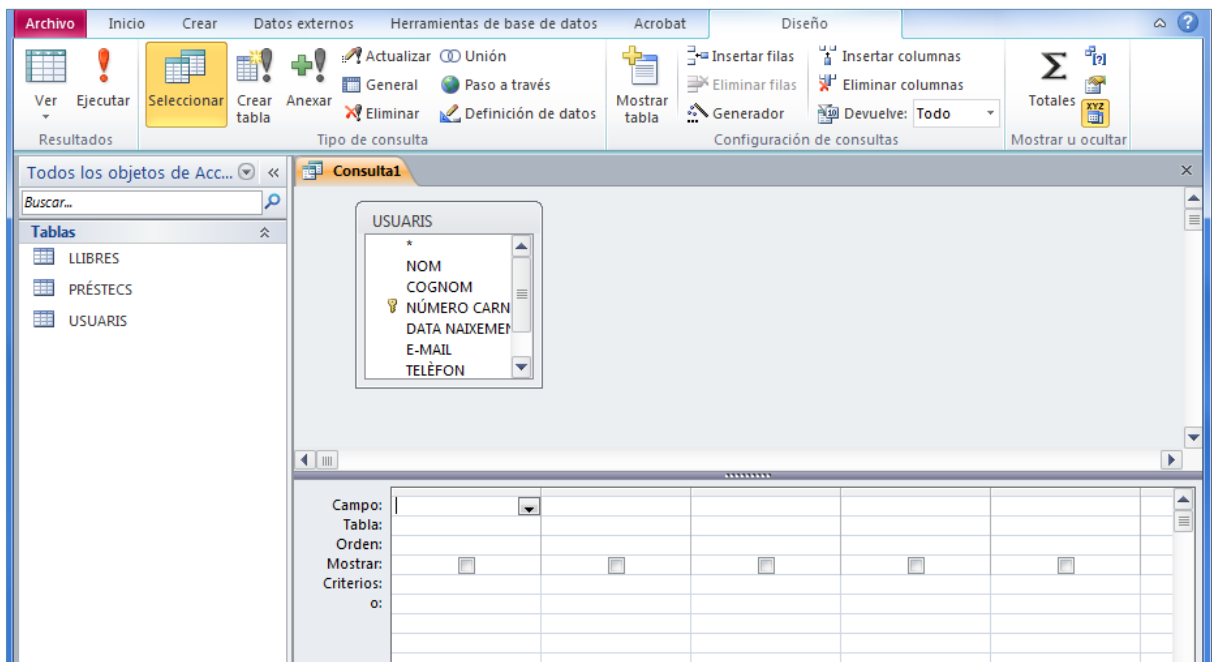 Archivo Inicio Crear Datos externos Herramientas de base de datos Acrobat Diseño
Actualizar Unión Insertar filas Insertar columnas
General Paso a través Eliminar filas Eliminar columnas
Ver Ejecutar Seleccionar Crear tabla Anexar Mostrar tabla Totales
Eliminar Definición de datos Generador Devuelve: Todo
Resultados Tipo de consulta Configuración de consultas Mostrar u ocultar
Todos los objetos de Acc...
Buscar...
Tablas
LLIBRES
PRÉSTECS
USUARIS
Consulta1
USUARIS
*
NOM
COGNOM
NÚMERO CARN
DATA NAIXEMEN
E-MAIL
TELÈFON
Campo:
Tabla:
Orden:
Mostrar:
Criterios:
o: